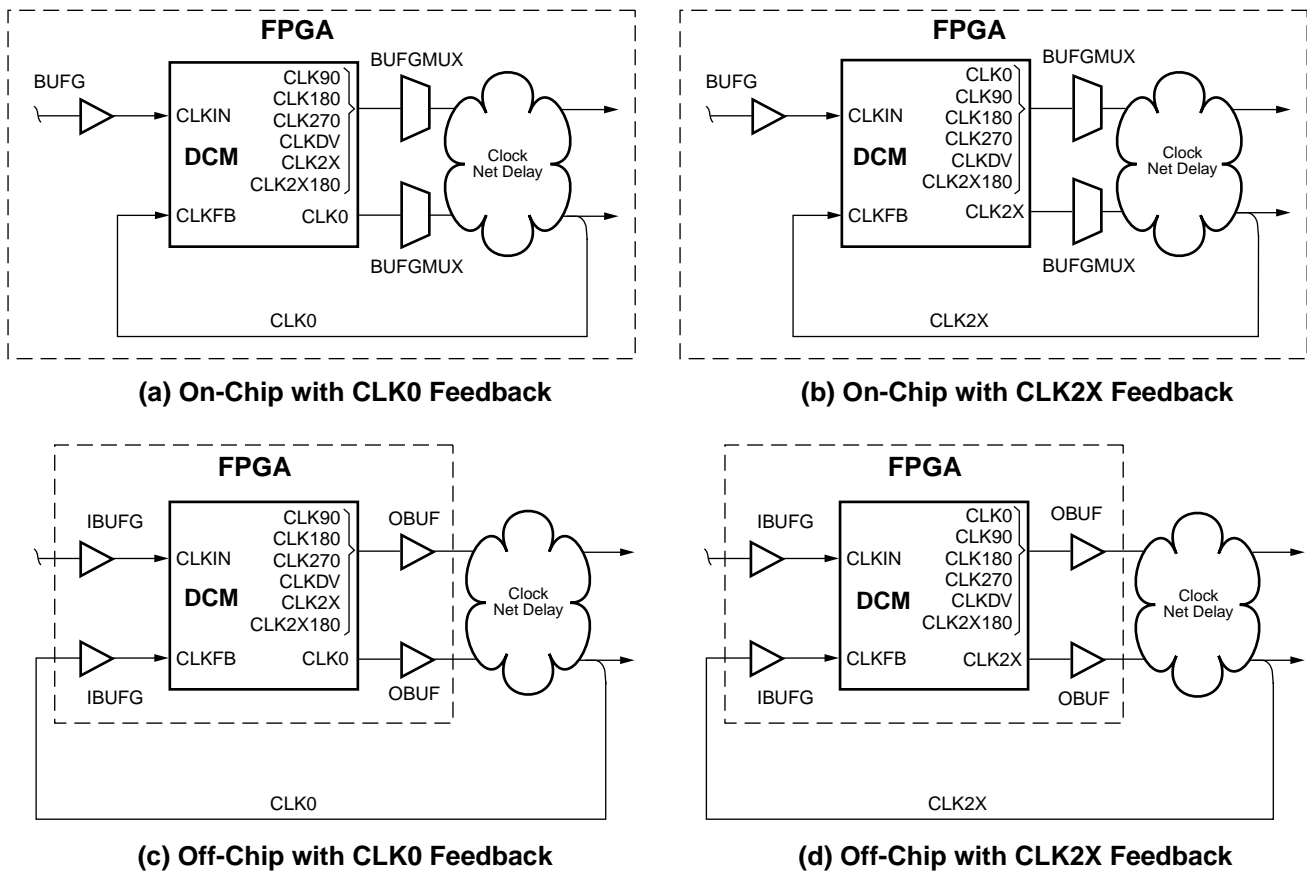 FPGA
BUFG
CLKIN
DCM
CLKFB
CLK90
CLK180
CLK270
CLKDV
CLK2X
CLK2X180
CLK0
BUFGMUX
BUFGMUX
Clock
Net Delay
CLK0
(a) On-Chip with CLK0 Feedback
FPGA
BUFG
CLKIN
DCM
CLKFB
CLK0
CLK90
CLK180
CLK270
CLKDV
CLK2X180
CLK2X
BUFGMUX
BUFGMUX
Clock
Net Delay
CLK2X
(b) On-Chip with CLK2X Feedback
FPGA
IBUFG
IBUFG
CLKIN
DCM
CLKFB
CLK90
CLK180
CLK270
CLKDV
CLK2X
CLK2X180
CLK0
OBUF
OBUF
Clock
Net Delay
CLK0
(c) Off-Chip with CLK0 Feedback
FPGA
IBUFG
IBUFG
CLKIN
DCM
CLKFB
CLK0
CLK90
CLK180
CLK270
CLKDV
CLK2X180
CLK2X
OBUF
OBUF
Clock
Net Delay
CLK2X
(d) Off-Chip with CLK2X Feedback